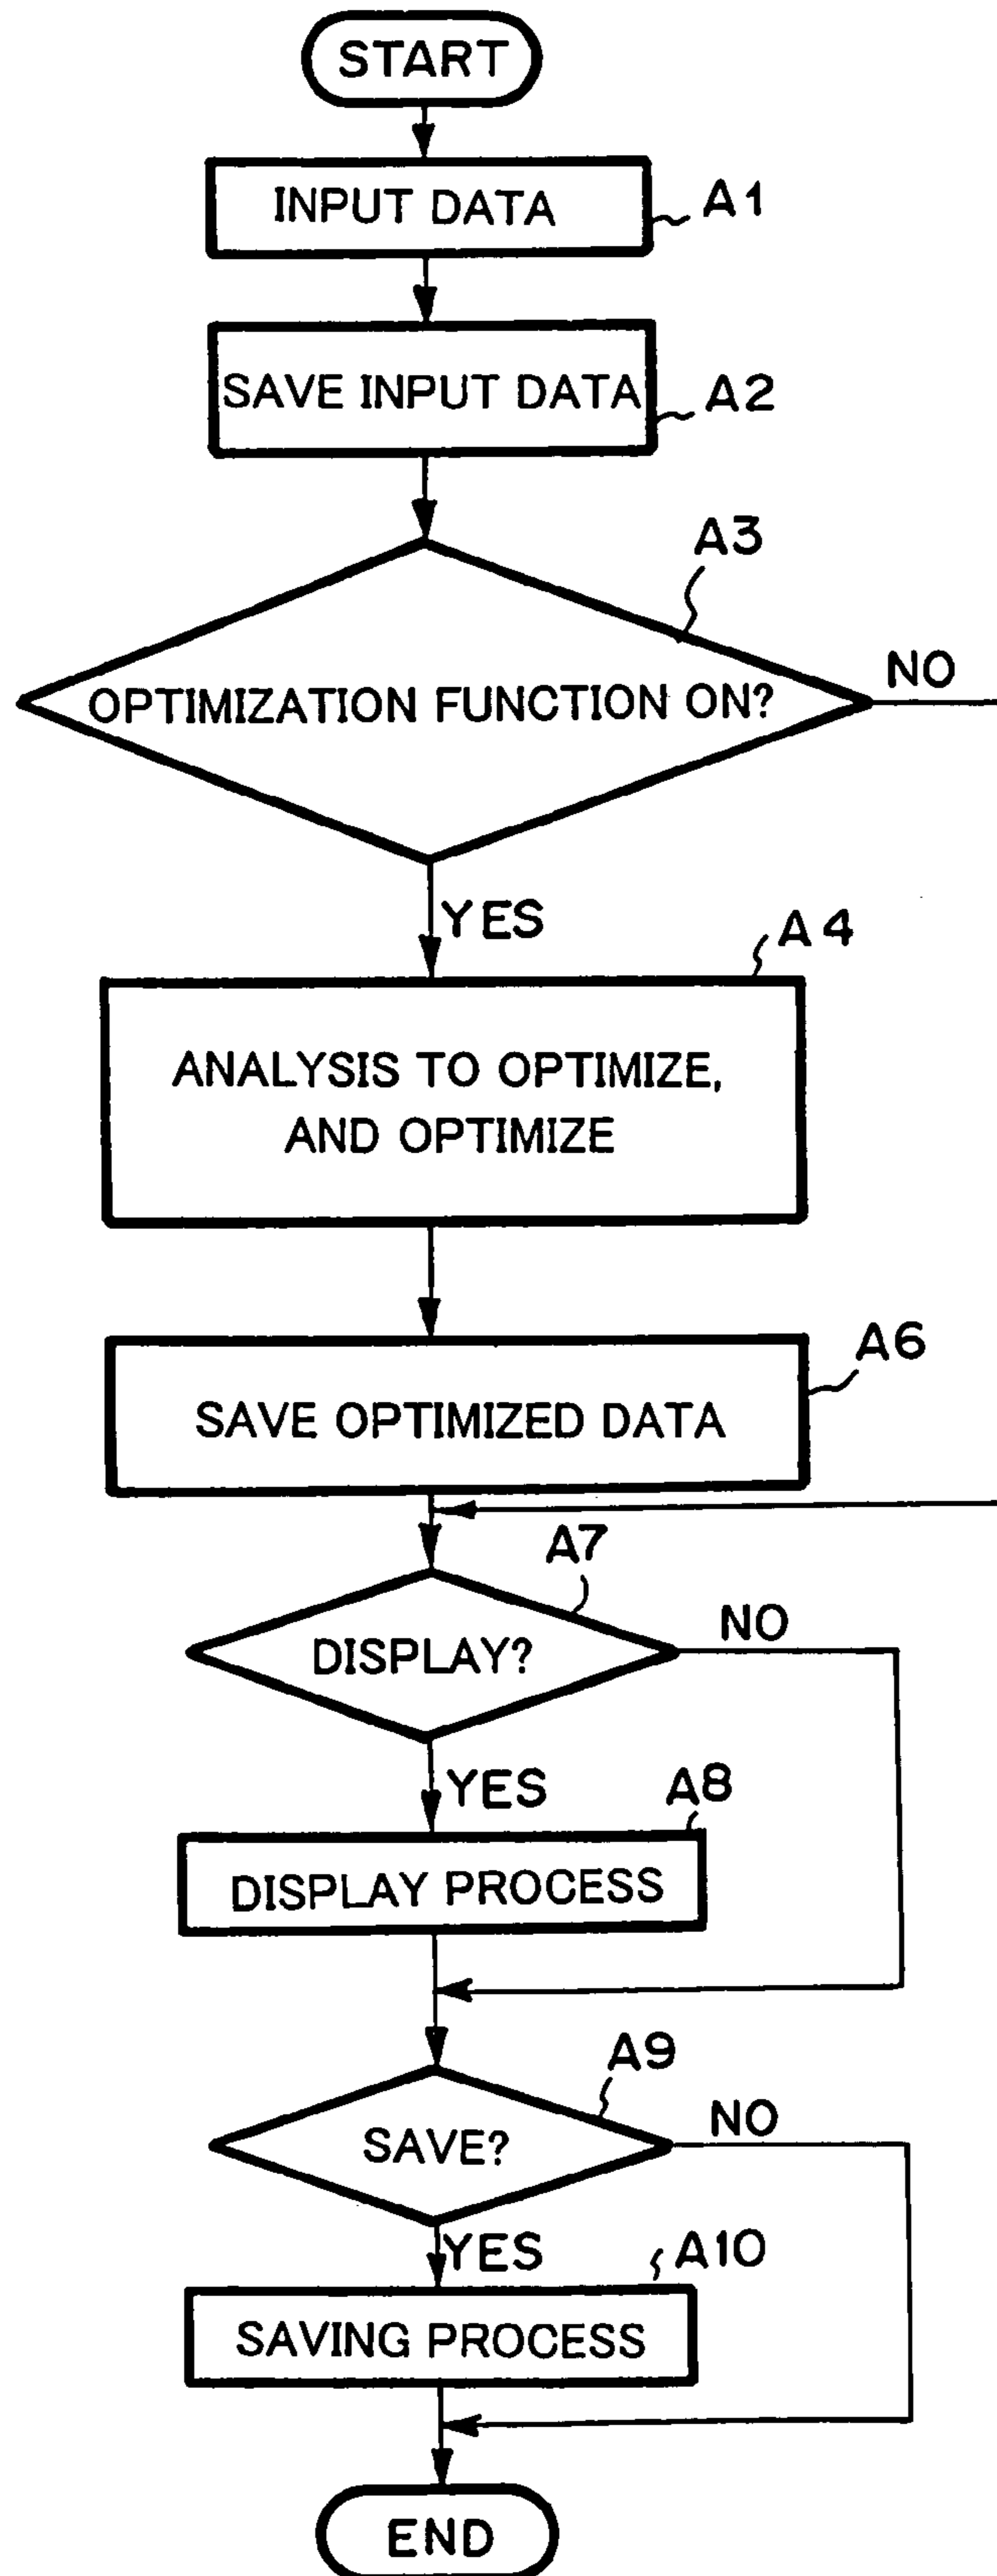 START
INPUT DATA
A1
SAVE INPUT DATA
A2
A3
OPTIMIZATION FUNCTION ON?
NO
YES
A4
ANALYSIS TO OPTIMIZE,
AND OPTIMIZE
A6
SAVE OPTIMIZED DATA
A7
DISPLAY?
NO
YES
A8
DISPLAY PROCESS
A9
SAVE?
NO
YES
A10
SAVING PROCESS
END